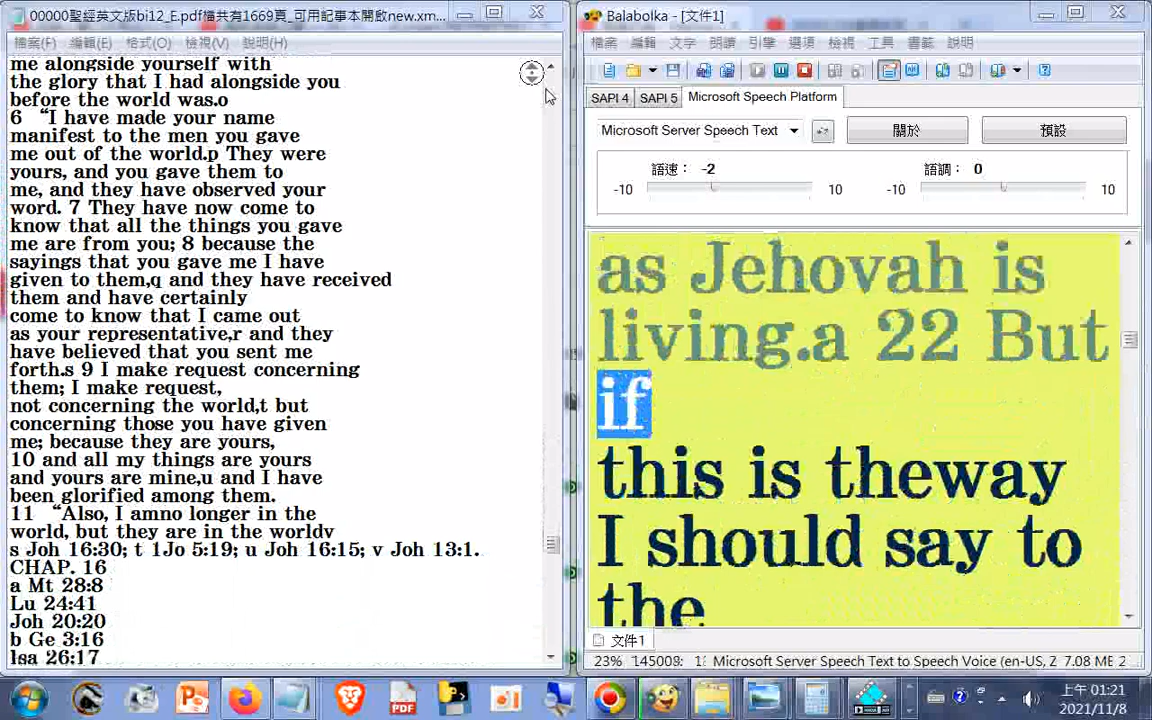 00000聖經英文版bi12_E.pdf檔共有1669頁_可用記事本開啟new.xm...
檔案(F) 編輯(E) 格式(O) 檢視(V) 說明(H)
me alongside yourself with
the glory that I had alongside you
before the world was.o
6 “I have made your name
manifest to the men you gave
me out of the world.p They were
yours, and you gave them to
me, and they have observed your
word. 7 They have now come to
know that all the things you gave
me are from you; 8 because the
sayings that you gave me I have
given to them,q and they have received
them and have certainly
come to know that I came out
as your representative,r and they
have believed that you sent me
forth.s 9 I make request concerning
them; I make request,
not concerning the world,t but
concerning those you have given
me; because they are yours,
10 and all my things are yours
and yours are mine,u and I have
been glorified among them.
11 “Also, I amno longer in the
world, but they are in the worldv
s Joh 16:30; t 1Jo 5:19; u Joh 16:15; v Joh 13:1.
CHAP. 16
a Mt 28:8
Lu 24:41
Joh 20:20
b Ge 3:16
Isa 26:17
Balabolka - [文件1]
檔案 編輯 文字 朗讀 引擎 選項 檢視 工具 書籤 說明
SAPI 4 SAPI 5 Microsoft Speech Platform
Microsoft Server Speech Text 關於 預設
語速： -2 語調： 0
-10 10 -10 10
as Jehovah is
living.a 22 But
if
this is theway
I should say to
the
文件1
23% 145008: Microsoft Server Speech Text to Speech Voice (en-US, Z 7.08 MB 2
PDF
上午 01:21
2021/11/8